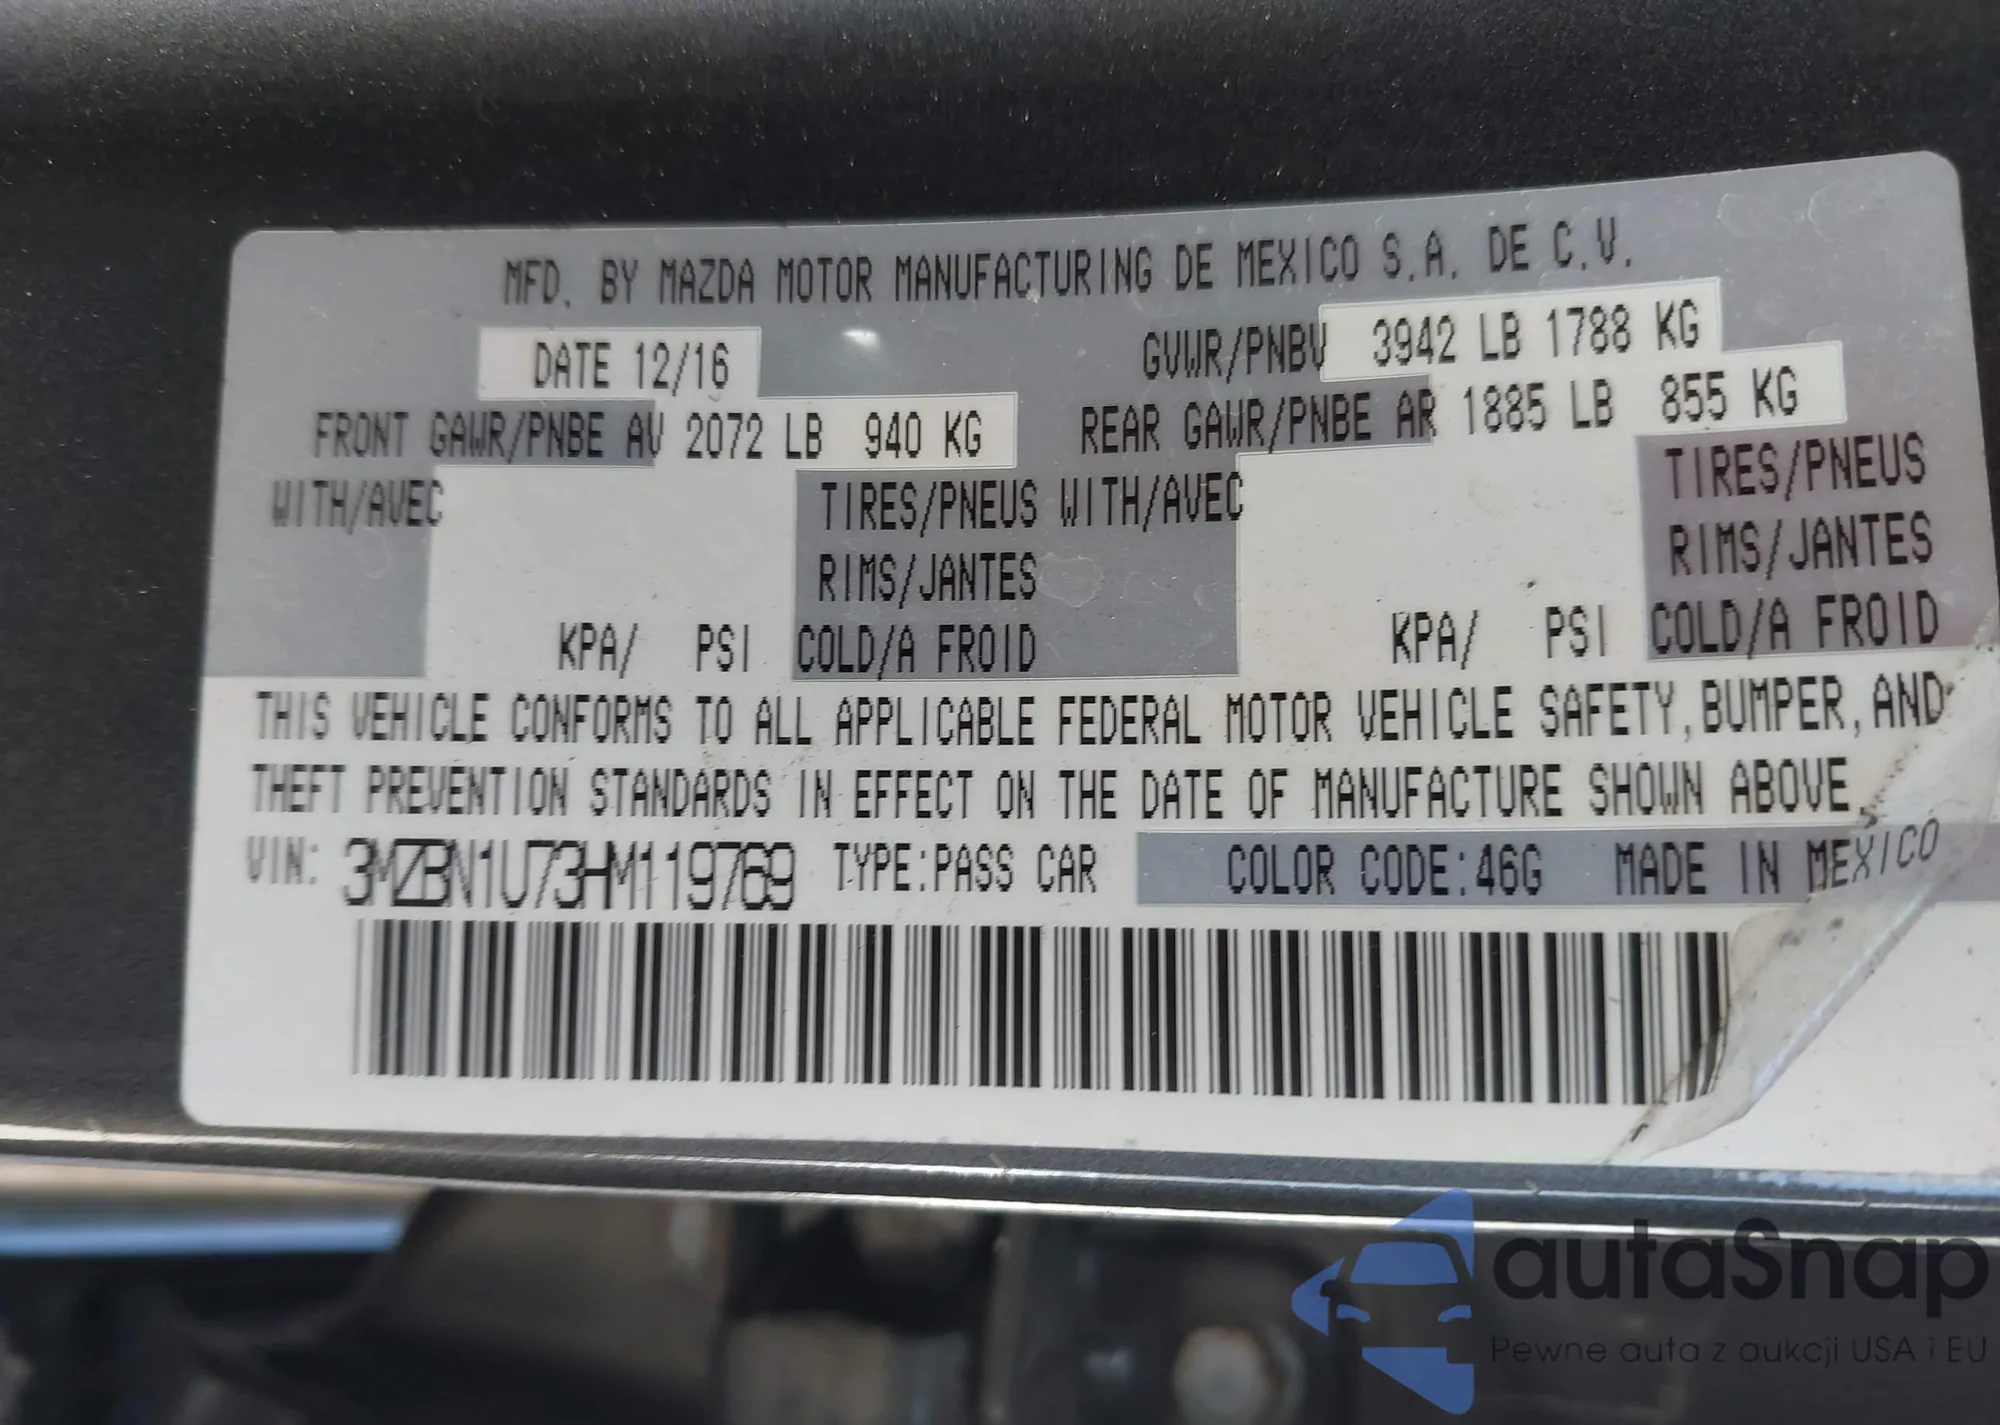 MFD. BY MAZDA MOTOR MANUFACTURING DE MEXICO S.A. DE C.V.
DATE 12/16 GVWR/PNBV 3942 LB 1788 KG
FRONT GAWR/PNBE AV 2072 LB 940 KG REAR GAWR/PNBE AR 1885 LB 855 KG
WITH/AVEC TIRES/PNEUS WITH/AVEC TIRES/PNEUS
RIMS/JANTES RIMS/JANTES
KPA/ PSI COLD/A FROID KPA/ PSI COLD/A FROID
THIS VEHICLE CONFORMS TO ALL APPLICABLE FEDERAL MOTOR VEHICLE SAFETY, BUMPER, AND
THEFT PREVENTION STANDARDS IN EFFECT ON THE DATE OF MANUFACTURE SHOWN ABOVE.
VIN: 3MZBN1U73HM119769 TYPE:PASS CAR COLOR CODE:46G MADE IN MEXICO
autaSnap
Pewne auta z aukcji USA i EU